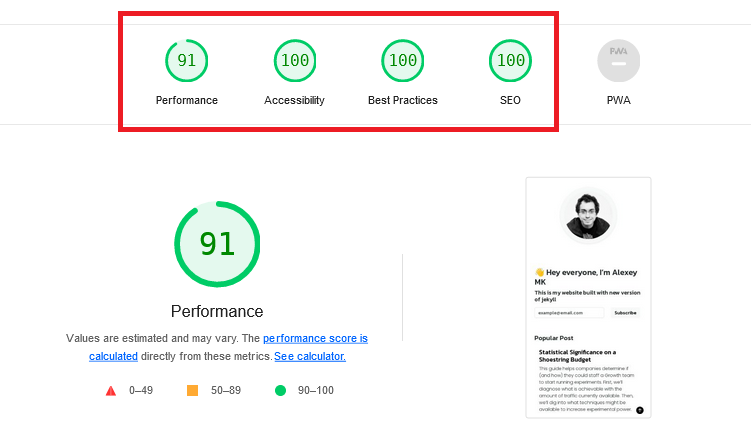 91
100
100
100
PWA
Performance
Accessibility
Best Practices
SEO
PWA
91
Performance
Values are estimated and may vary. The performance score is
calculated directly from these metrics. See calculator.
0–49
50–89
90–100
👋 Hey everyone, I'm Alexey
MK
This is my website built with new version
of jekyll
example@email.com
Subscribe
Popular Post
Statistical Significance on a
Shoestring Budget
This guide helps companies determine if
(and how) they could staff a Growth team
to start running experiments. First, we'll
diagnose what is achievable with the
amount of traffic currently available. Then,
we'll dig into what techniques might be
available to increase experimental power.